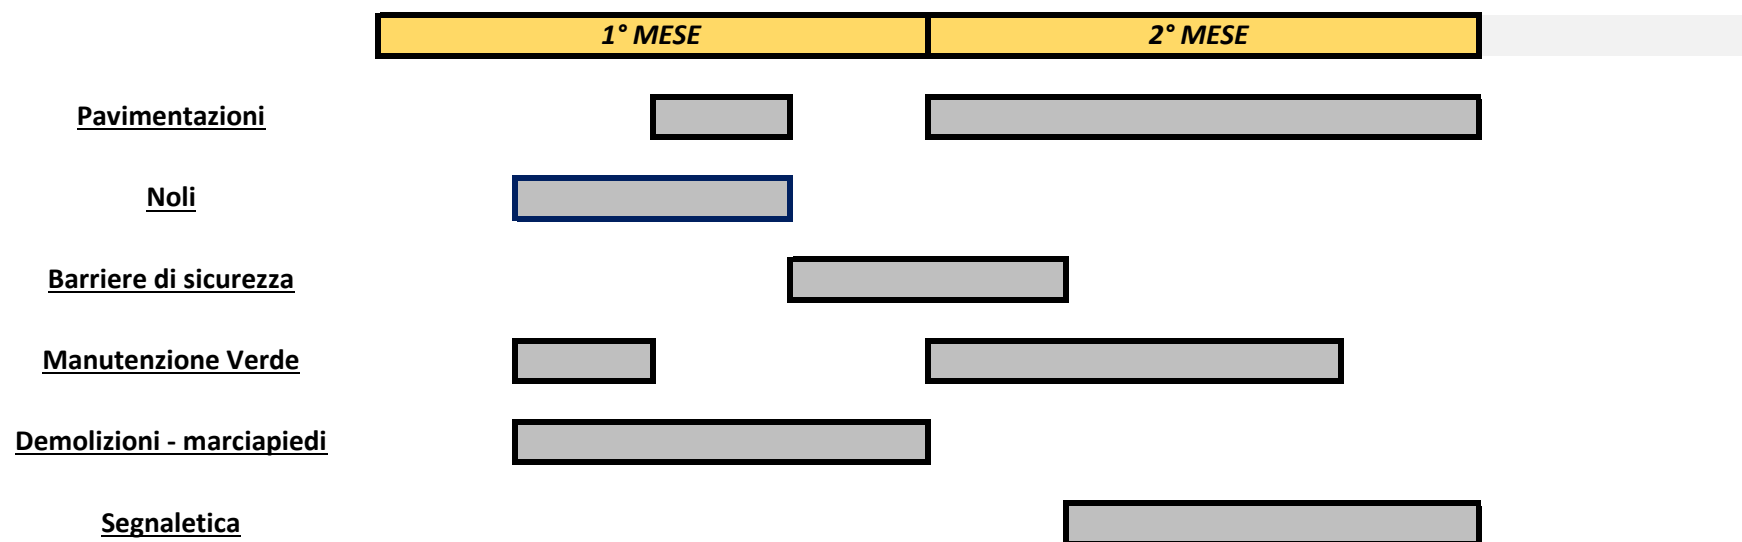 1° MESE 2° MESE
Pavimentazioni
Noli
Barriere di sicurezza
Manutenzione Verde
Demolizioni - marciapiedi
Segnaletica